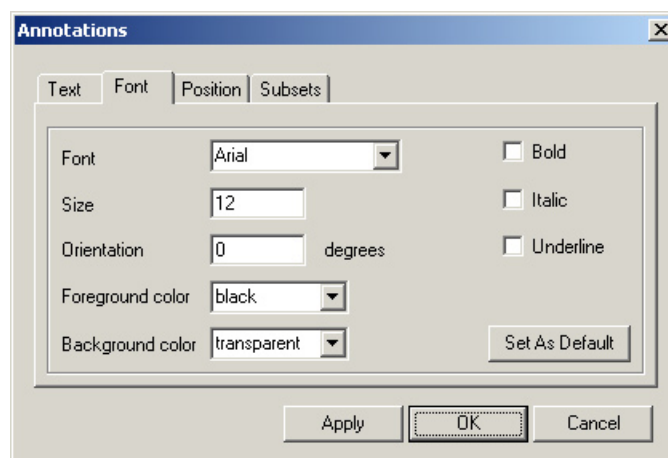 Annotations
Text Font Position Subsets
Font Arial Bold
Size 12 Italic
Orientation 0 degrees Underline
Foreground color black
Background color transparent Set As Default
Apply OK Cancel